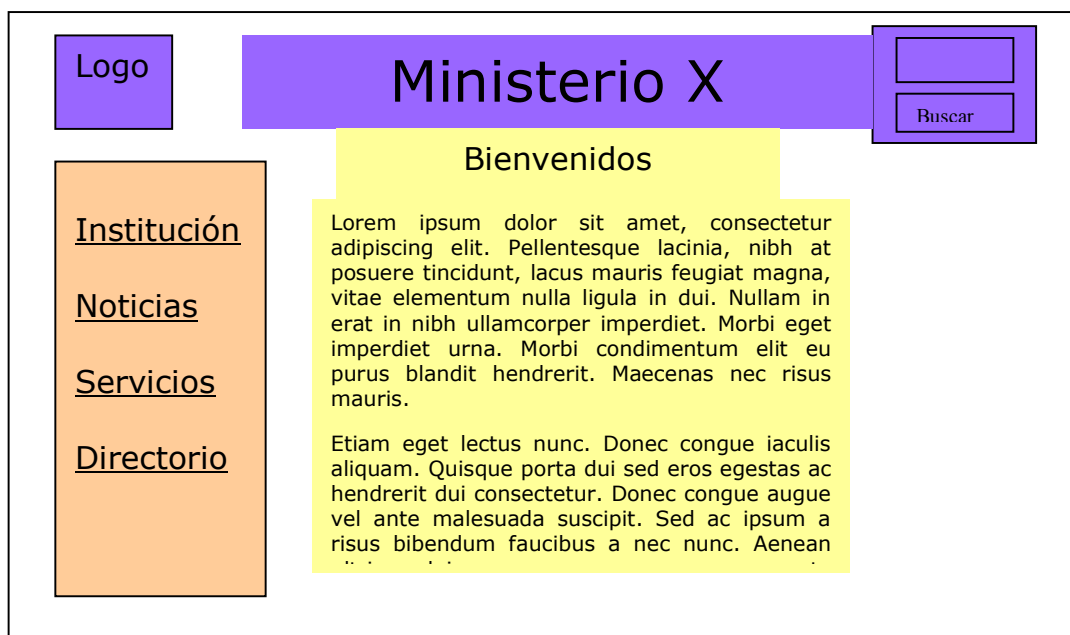 Logo
Ministerio X
Buscar
Bienvenidos
Institución
Noticias
Servicios
Directorio
Lorem ipsum dolor sit amet, consectetur
adipiscing elit. Pellentesque lacinia, nibh at
posuere tincidunt, lacus mauris feugiat magna,
vitae elementum nulla ligula in dui. Nullam in
erat in nibh ullamcorper imperdiet. Morbi eget
imperdiet urna. Morbi condimentum elit eu
purus blandit hendrerit. Maecenas nec risus
mauris.
Etiam eget lectus nunc. Donec congue iaculis
aliquam. Quisque porta dui sed eros egestas ac
hendrerit dui consectetur. Donec congue augue
vel ante malesuada suscipit. Sed ac ipsum a
risus bibendum faucibus a nec nunc. Aenean